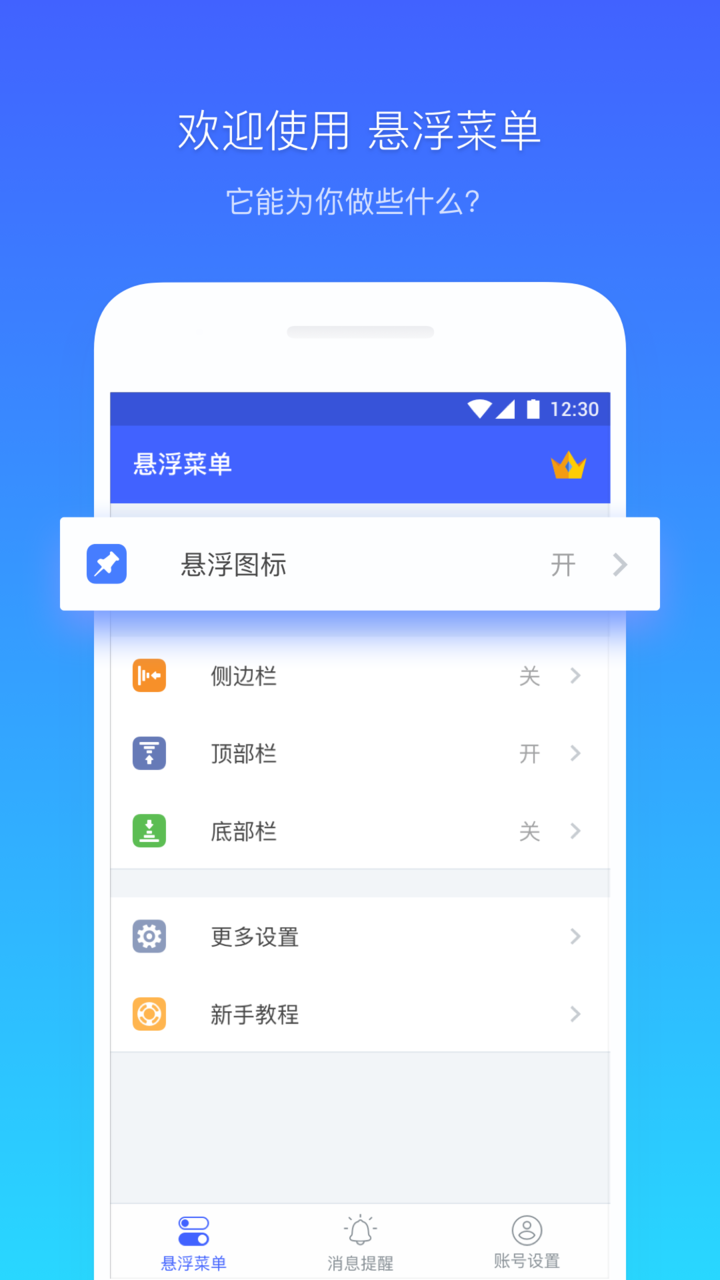 欢迎使用 悬浮菜单
它能为你做些什么?
12:30
悬浮菜单
悬浮图标 开
侧边栏 关
顶部栏 开
底部栏 关
更多设置
新手教程
悬浮菜单 消息提醒 账号设置